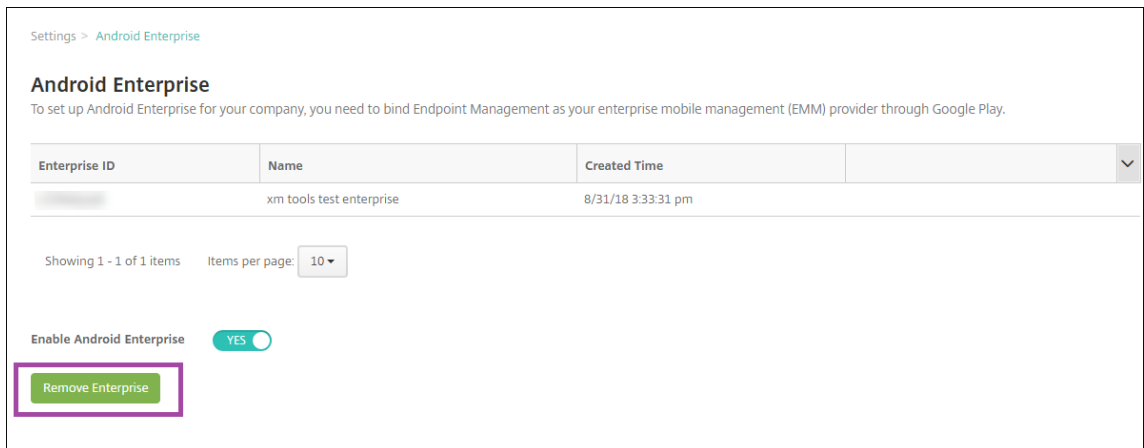 Settings > Android Enterprise
Android Enterprise
To set up Android Enterprise for your company, you need to bind Endpoint Management as your enterprise mobile management (EMM) provider through Google Play.
Enterprise ID Name Created Time
xm tools test enterprise 8/31/18 3:33:31 pm
Showing 1 - 1 of 1 items Items per page: 10
Enable Android Enterprise YES
Remove Enterprise